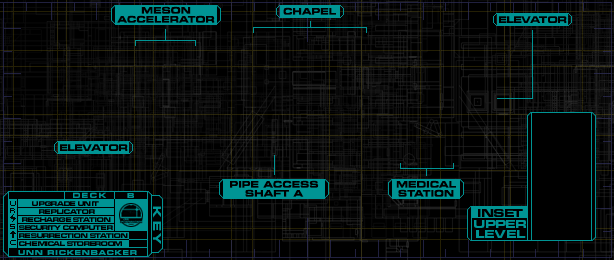 MESON
ACCELERATOR
CHAPEL
ELEVATOR
ELEVATOR
PIPE ACCESS
SHAFT A
MEDICAL
STATION
INSET
UPPER
LEVEL
DECK B
UPGRADE UNIT
REPLICATOR
RECHARGE STATION
SECURITY COMPUTER
RESURRECTION STATION
CHEMICAL STOREROOM
KEY
UNN RICKENBACKER